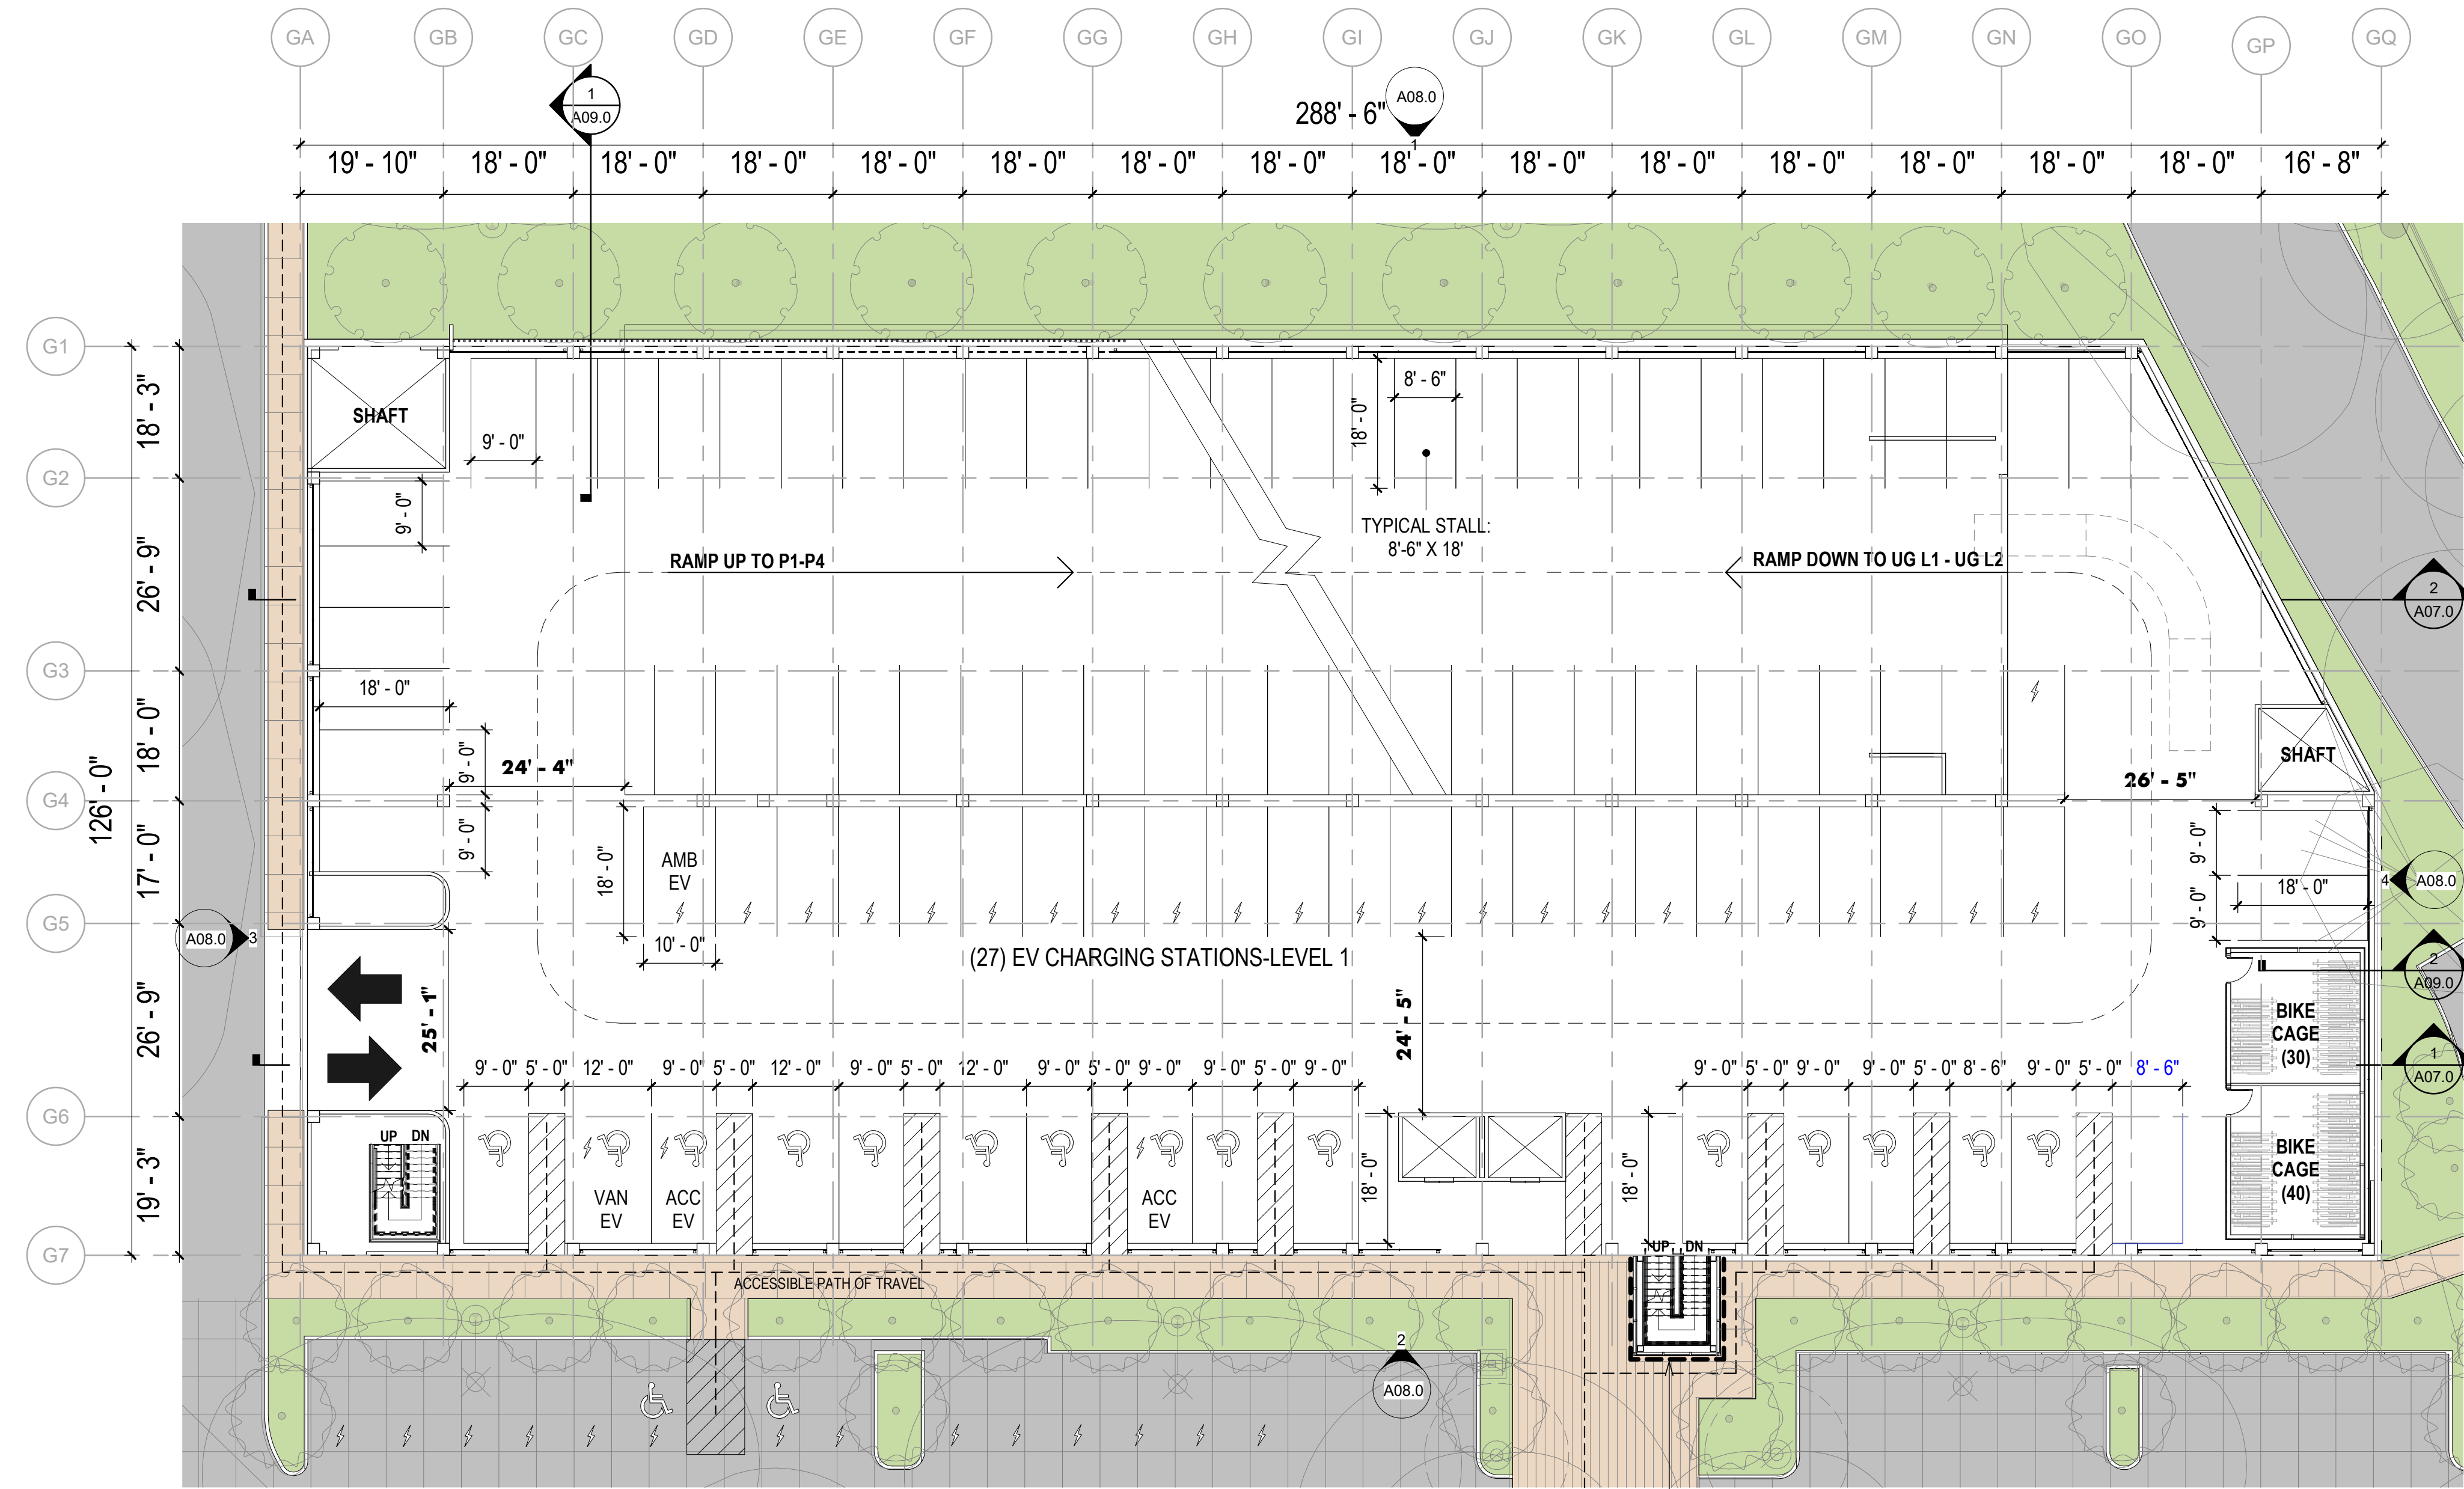 GA GB GC GD GE GF GG GH GI GJ GK GL GM GN GO GP GQ
1
A09.0
288' - 6"
A08.0
1
19' - 10" 18' - 0" 18' - 0" 18' - 0" 18' - 0" 18' - 0" 18' - 0" 18' - 0" 18' - 0" 18' - 0" 18' - 0" 18' - 0" 18' - 0" 18' - 0" 18' - 0" 16' - 8"
G1
G2
G3
G4
G5
G6
G7
126' - 0"
18' - 3"
26' - 9"
18' - 0"
17' - 0"
26' - 9"
19' - 3"
SHAFT
9' - 0"
9' - 0"
18' - 0"
8' - 6"
TYPICAL STALL:
8'-6" X 18'
RAMP UP TO P1-P4
RAMP DOWN TO UG L1 - UG L2
2
A07.0
18' - 0"
9' - 0"
24' - 4"
9' - 0"
SHAFT
26' - 5"
18' - 0"
AMB
EV
10' - 0"
9' - 0"
9' - 0"
18' - 0"
4
A08.0
A08.0
3
(27) EV CHARGING STATIONS-LEVEL 1
25' - 1"
24' - 5"
2
A09.0
BIKE
CAGE
(30)
1
A07.0
9' - 0" 5' - 0" 12' - 0" 9' - 0" 5' - 0" 12' - 0" 9' - 0" 5' - 0" 12' - 0" 9' - 0" 5' - 0" 9' - 0" 9' - 0" 5' - 0" 9' - 0"
9' - 0" 5' - 0" 9' - 0" 9' - 0" 5' - 0" 8' - 6" 9' - 0" 5' - 0" 8' - 6"
UP DN
VAN
EV
ACC
EV
ACC
EV
18' - 0"
18' - 0"
BIKE
CAGE
(40)
UP DN
ACCESSIBLE PATH OF TRAVEL
2
A08.0